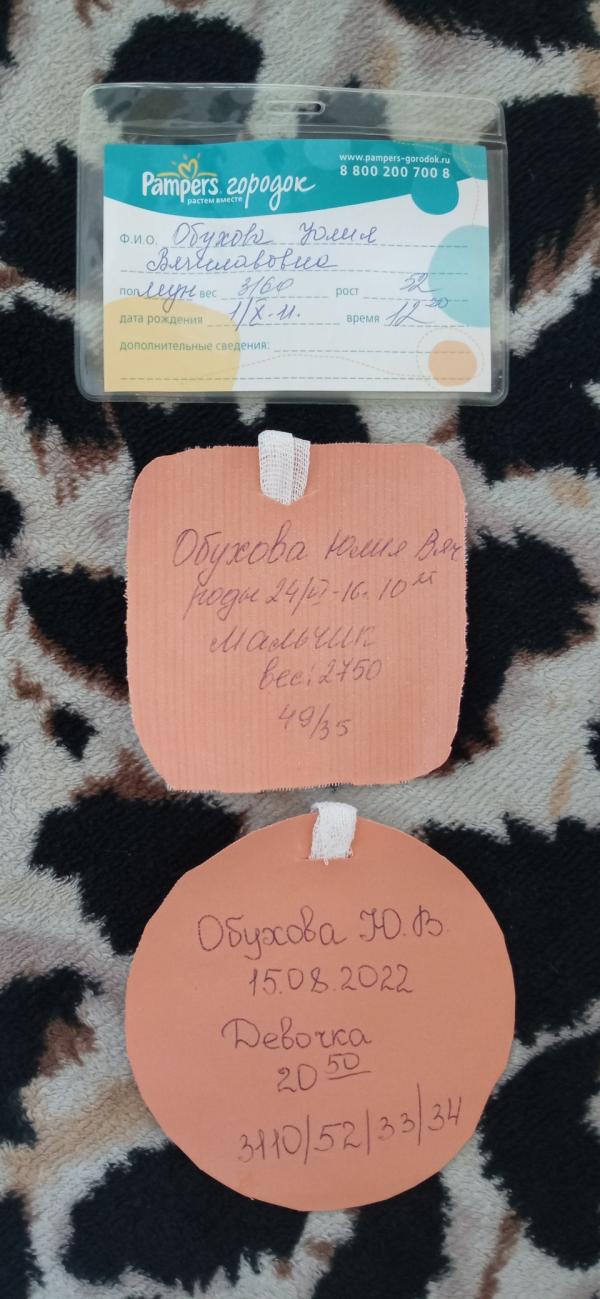 www.pampers-gorodok.ru
8 800 200 700 8
Pampers городок
растем вместе
Ф.И.О. Обухова Юлия
Вячеславовна
пол муж вес 3160 рост 52
дата рождения 1/X-11. время 12 20
дополнительные сведения:
Обухова Юлия Вяч
роды 24/VI-16. 10
Мальчик
вес: 2750
49/35
Обухова Ю.В.
15.08.2022
Девочка
20 50
3110/52/33/34